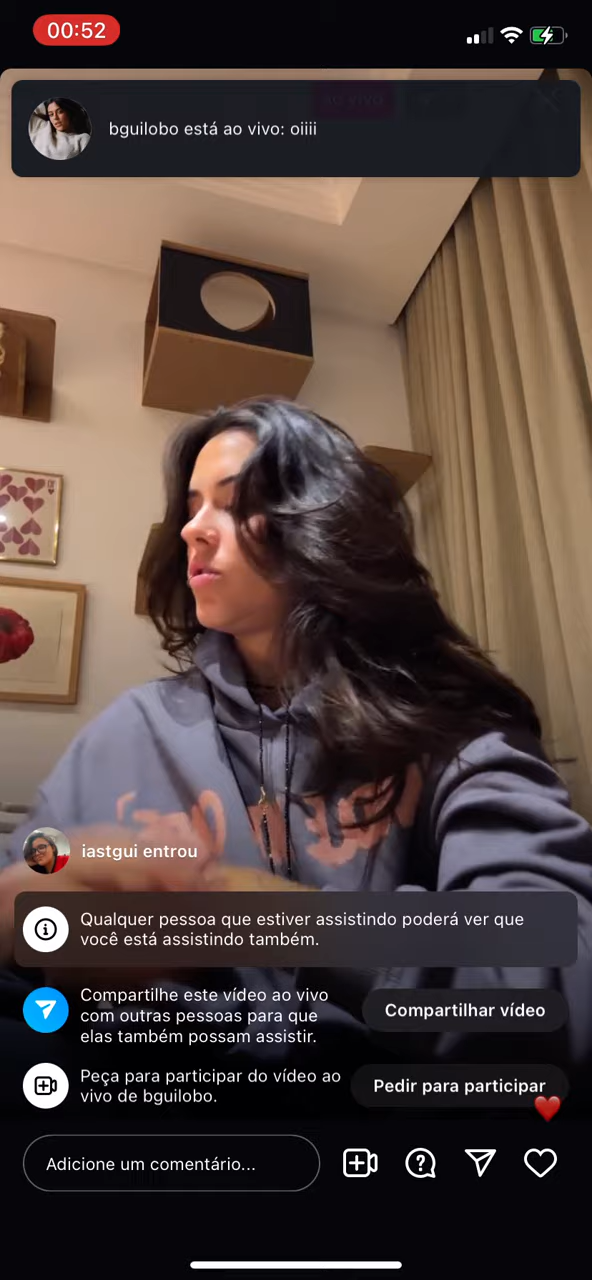 00:52
bguilobo está ao vivo: oiiii
iastgui entrou
Qualquer pessoa que estiver assistindo poderá ver que
você está assistindo também.
Compartilhe este vídeo ao vivo
com outras pessoas para que
elas também possam assistir.
Compartilhar vídeo
Peça para participar do vídeo ao
vivo de bguilobo.
Pedir para participar
Adicione um comentário...